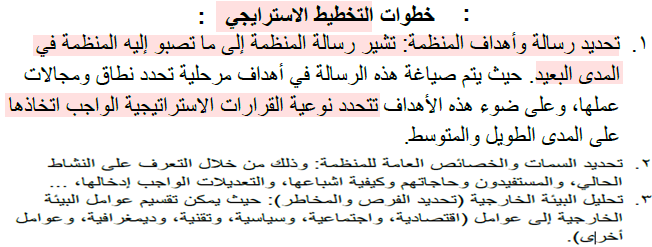 خطوات التخطيط الاستراتيجي :
:
١. تحديد رسالة وأهداف المنظمة: تشير رسالة المنظمة إلى ما تصبو إليه المنظمة في
المدى البعيد. حيث يتم صياغة هذه الرسالة في أهداف مرحلية تحدد نطاق ومجالات
عملها، وعلى ضوء هذه الأهداف تتحدد نوعية القرارات الاستراتيجية الواجب اتخاذها
على المدى الطويل والمتوسط.
٢. تحديد السمات والخصائص العامة للمنظمة: وذلك من خلال التعرف على النشاط
الحالي، والمستفيدون وحاجاتهم وكيفية اشباعها، والتعديلات الواجب إدخالها، ...
٣. تحليل البيئة الخارجية (تحديد الفرص والمخاطر): حيث يمكن تقسيم عوامل البيئة
الخارجية إلى عوامل (اقتصادية، واجتماعية، وسياسية، وتقنية، وديمغرافية، وعوامل
أخرى).